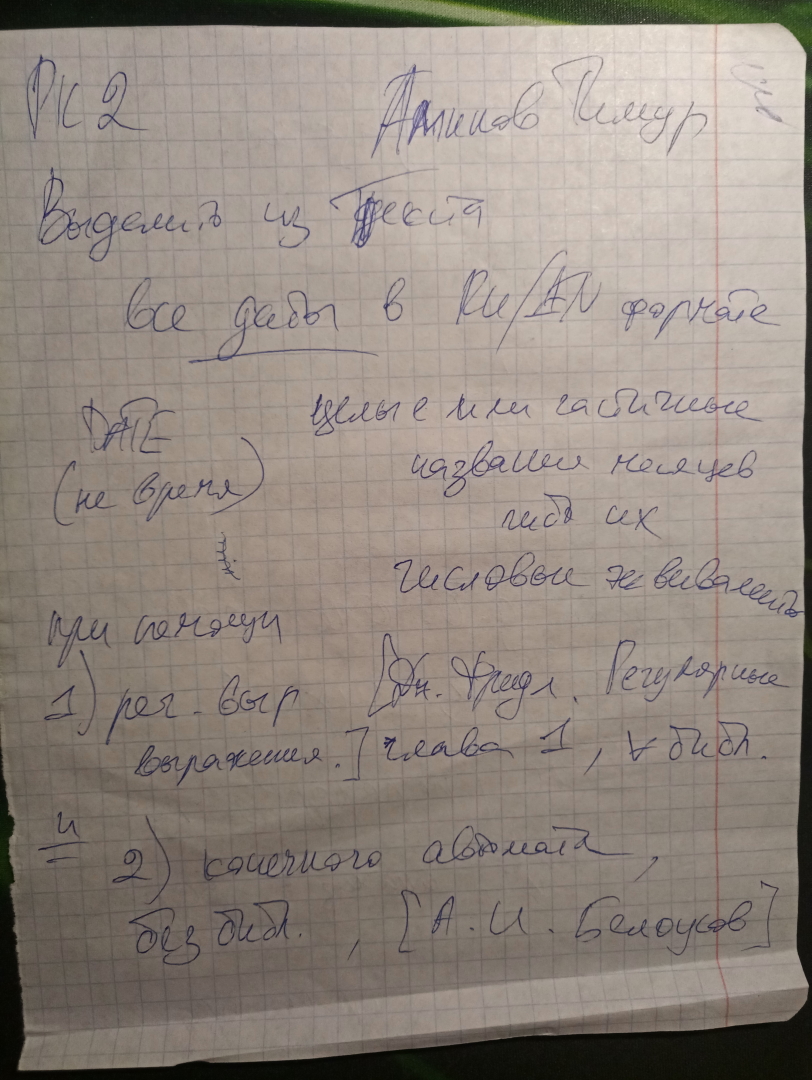 РК 2 Тимур
Выделить из текста
все даты в RU/EN формате
DATE целые или частичные
(не время) названия месяцев
либо их
числовые эквиваленты
при помощи
1) рег. выр [Дж. Фридл. Регулярные
выражения.] глава 1, ∀ библ.
и 2) конечного автомата,
без библ. , [А. И. Белоусов]